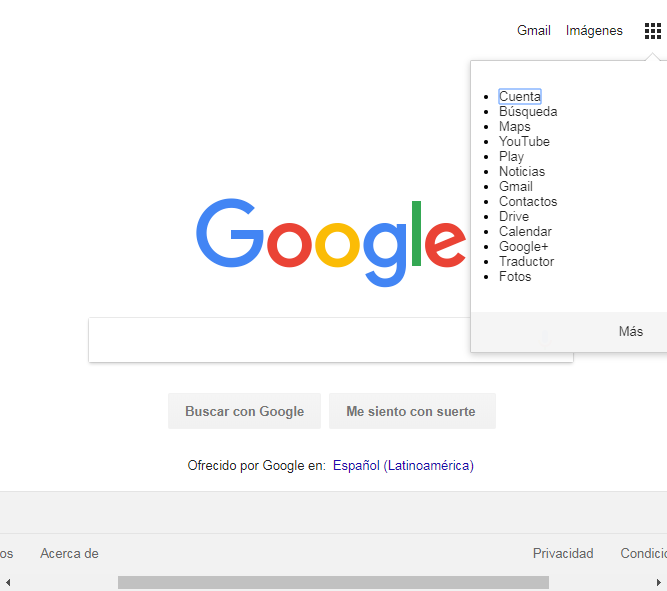 Gmail Imágenes
Cuenta
Búsqueda
Maps
YouTube
Play
Noticias
Gmail
Contactos
Drive
Calendar
Google+
Traductor
Fotos
Más
Google
Buscar con Google Me siento con suerte
Ofrecido por Google en: Español (Latinoamérica)
os Acerca de Privacidad Condicio